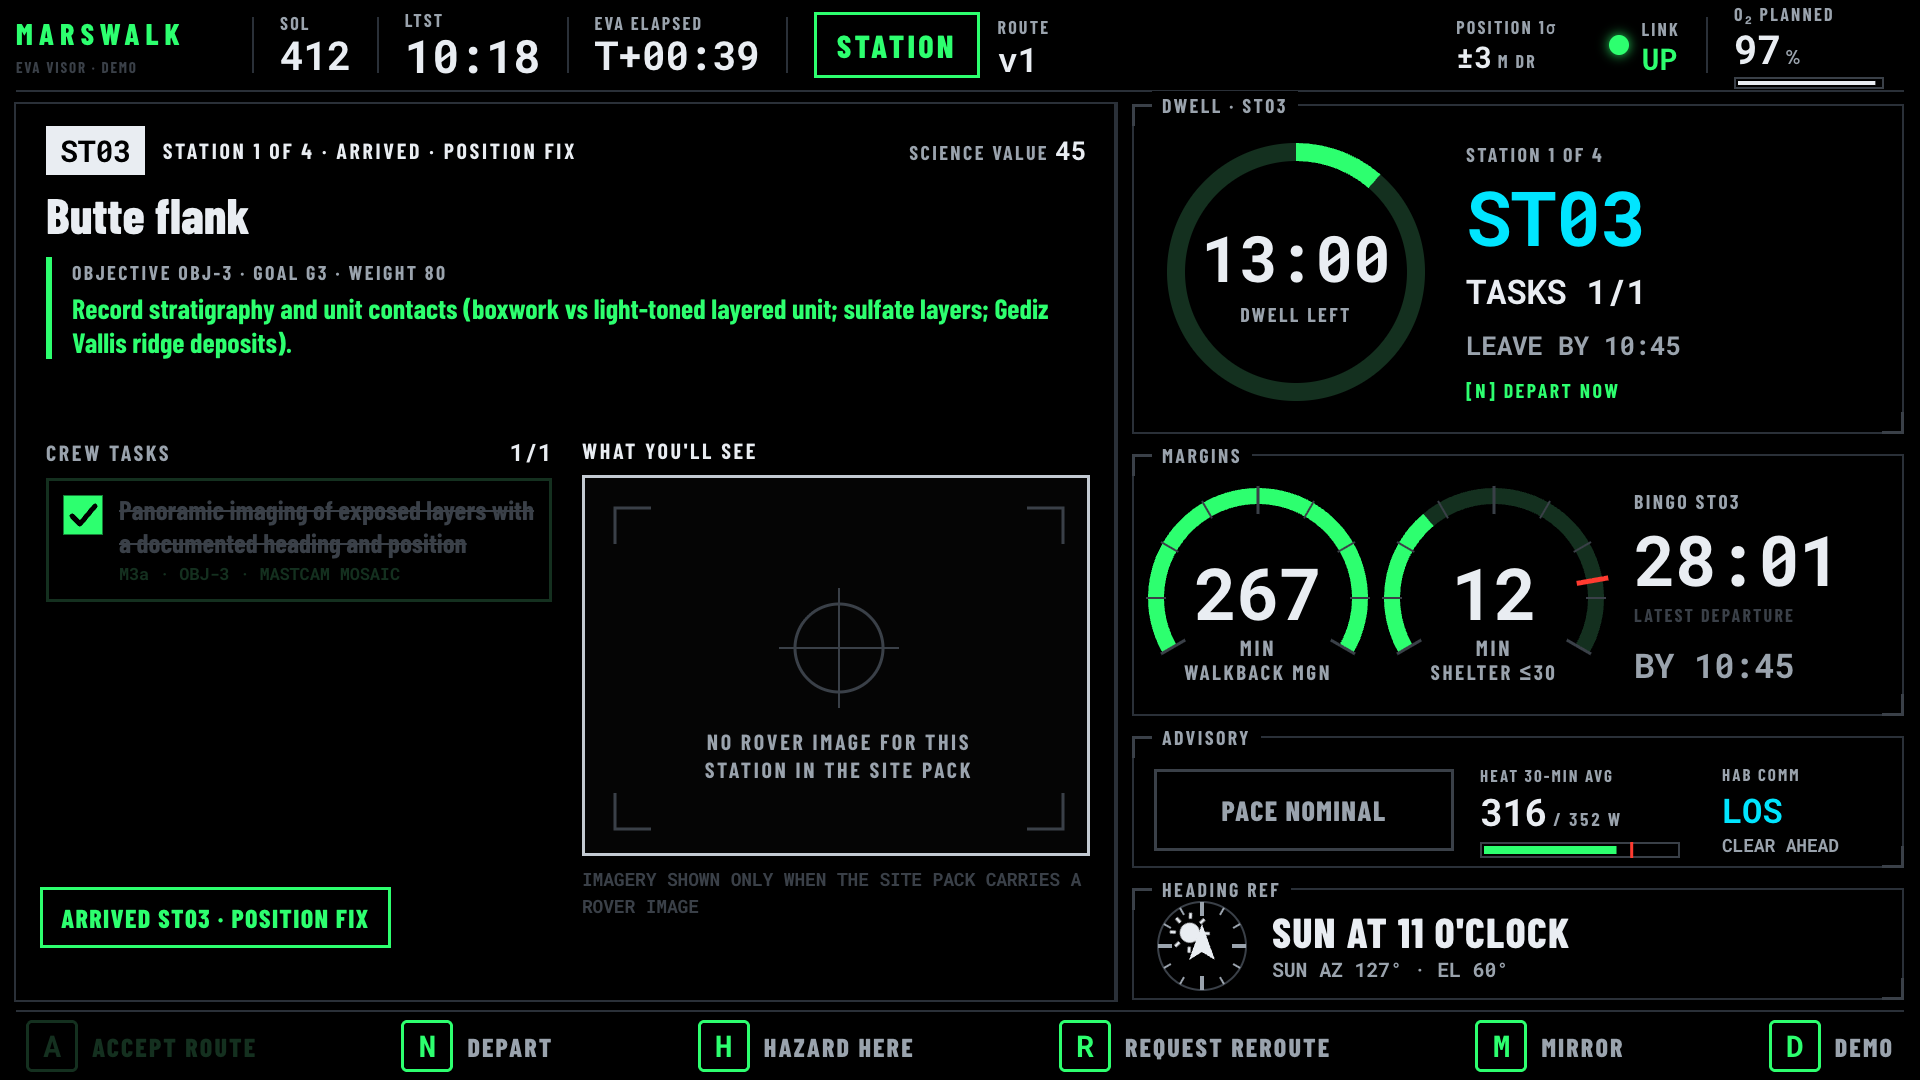 MARSWALK
EVA VISOR · DEMO
SOL
412
LTST
10:18
EVA ELAPSED
T+00:39
STATION
ROUTE
v1
POSITION 1σ
±3 M DR
LINK
UP
O₂ PLANNED
97 %
ST03
STATION 1 OF 4 · ARRIVED · POSITION FIX
SCIENCE VALUE 45
Butte flank
OBJECTIVE OBJ-3 · GOAL G3 · WEIGHT 80
Record stratigraphy and unit contacts (boxwork vs light-toned layered unit; sulfate layers; Gediz
Vallis ridge deposits).
CREW TASKS
1/1
Panoramic imaging of exposed layers with
a documented heading and position
M3a · OBJ-3 · MASTCAM MOSAIC
WHAT YOU'LL SEE
NO ROVER IMAGE FOR THIS
STATION IN THE SITE PACK
IMAGERY SHOWN ONLY WHEN THE SITE PACK CARRIES A
ROVER IMAGE
ARRIVED ST03 · POSITION FIX
DWELL · ST03
13:00
DWELL LEFT
STATION 1 OF 4
ST03
TASKS 1/1
LEAVE BY 10:45
[N] DEPART NOW
MARGINS
267
MIN
WALKBACK MGN
12
MIN
SHELTER ≤30
BINGO ST03
28:01
LATEST DEPARTURE
BY 10:45
ADVISORY
PACE NOMINAL
HEAT 30-MIN AVG
316 / 352 W
HAB COMM
LOS
CLEAR AHEAD
HEADING REF
SUN AT 11 O'CLOCK
SUN AZ 127° · EL 60°
A ACCEPT ROUTE
N DEPART
H HAZARD HERE
R REQUEST REROUTE
M MIRROR
D DEMO